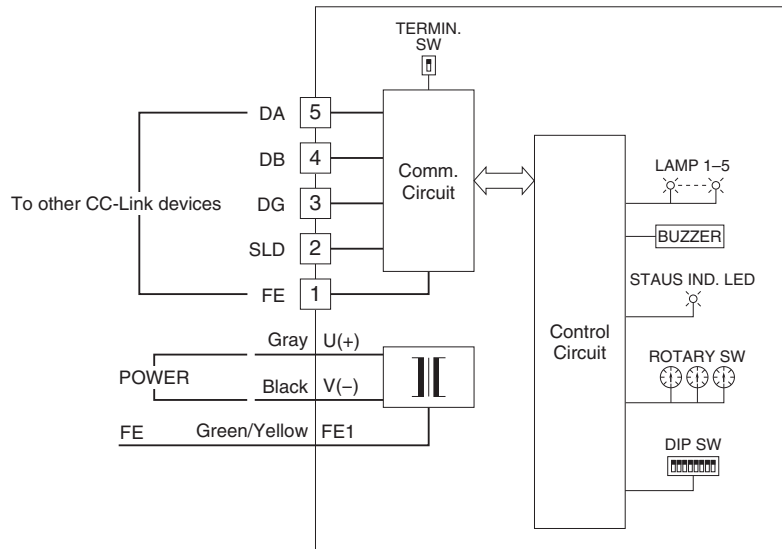 TERMIN.
SW
DA 5
DB 4
To other CC-Link devices
DG 3
SLD 2
FE 1
Comm.
Circuit
Gray U(+)
POWER
Black V(–)
FE Green/Yellow FE1
Control
Circuit
LAMP 1–5
BUZZER
STAUS IND. LED
ROTARY SW
DIP SW